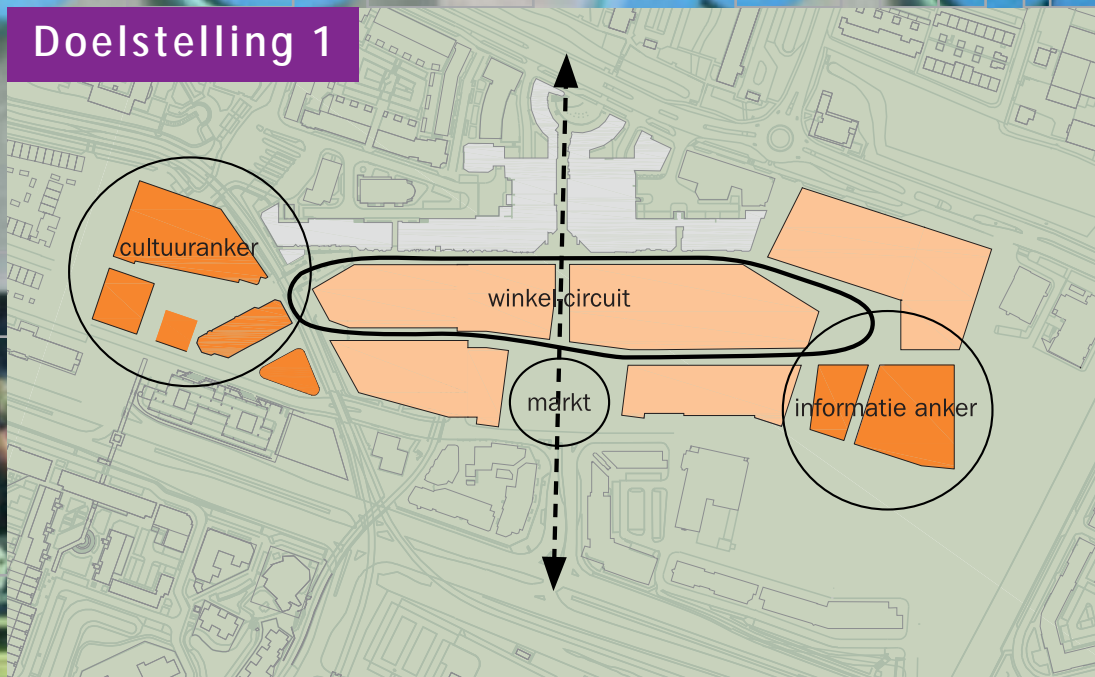 Doelstelling 1
cultuuranker
winkel circuit
markt
informatie anker